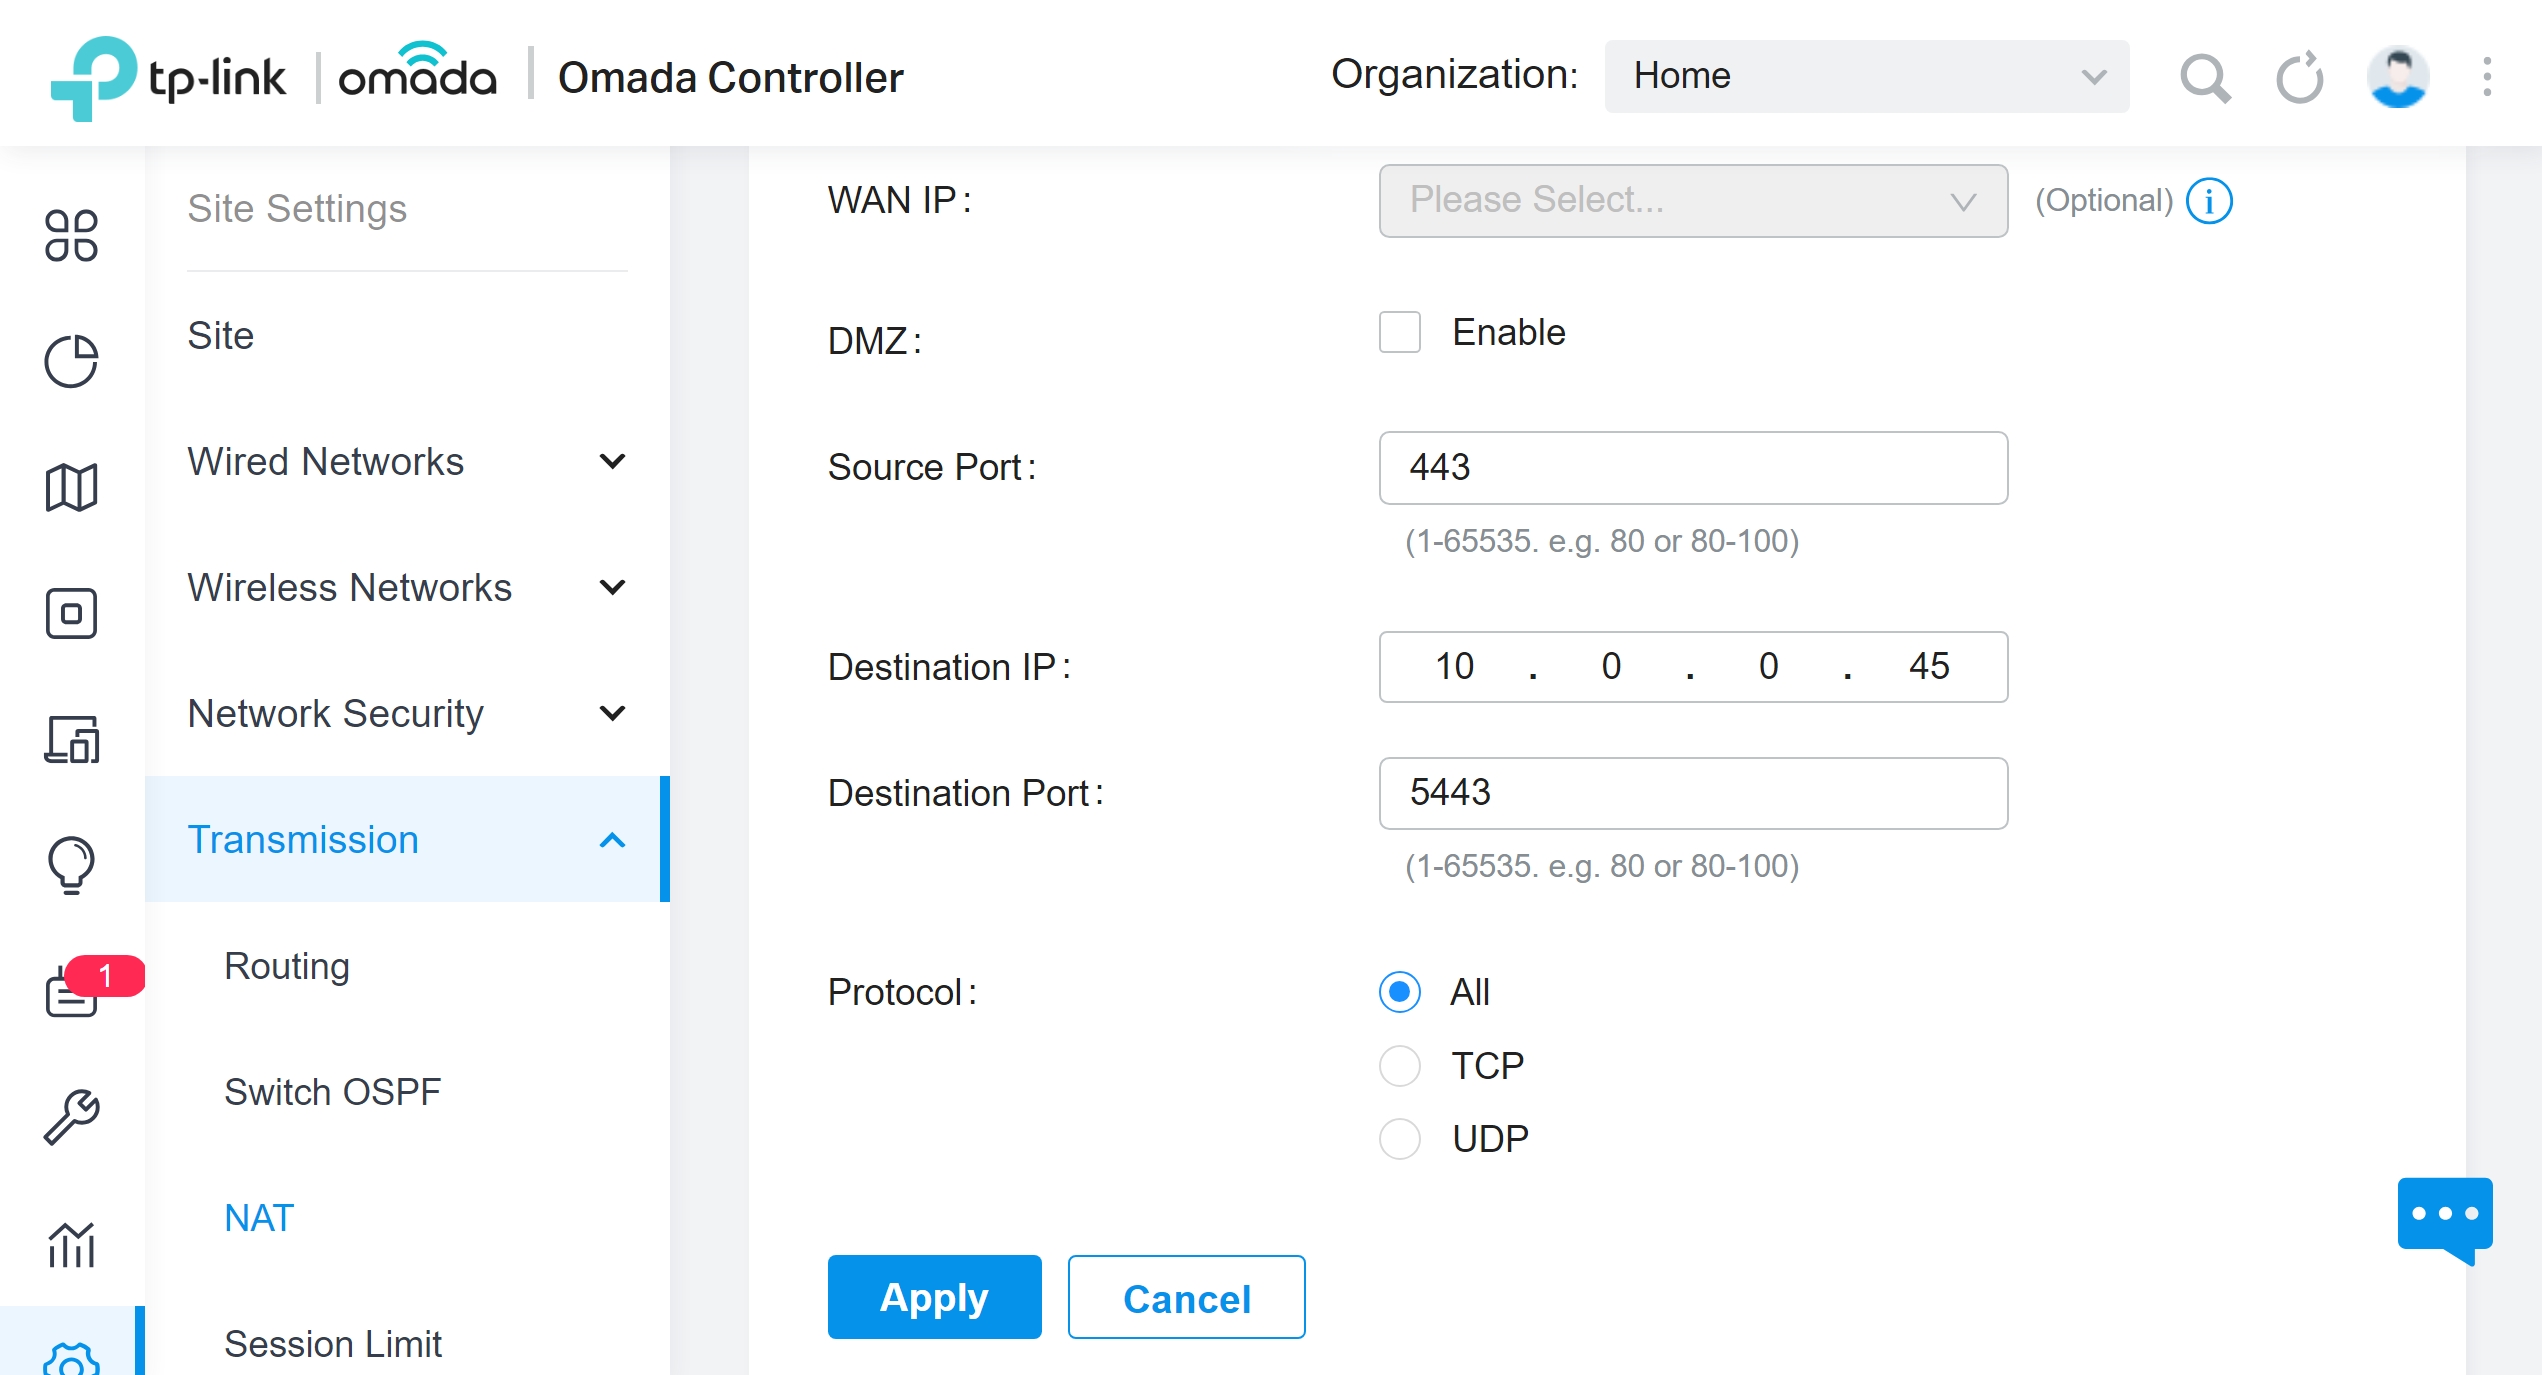 tp-link | omada | Omada Controller
Organization: Home
Site Settings
Site
Wired Networks
Wireless Networks
Network Security
Transmission
Routing
Switch OSPF
NAT
Session Limit
1
WAN IP: Please Select... (Optional) i
DMZ: Enable
Source Port: 443
(1-65535. e.g. 80 or 80-100)
Destination IP: 10 . 0 . 0 . 45
Destination Port: 5443
(1-65535. e.g. 80 or 80-100)
Protocol: All
TCP
UDP
Apply Cancel